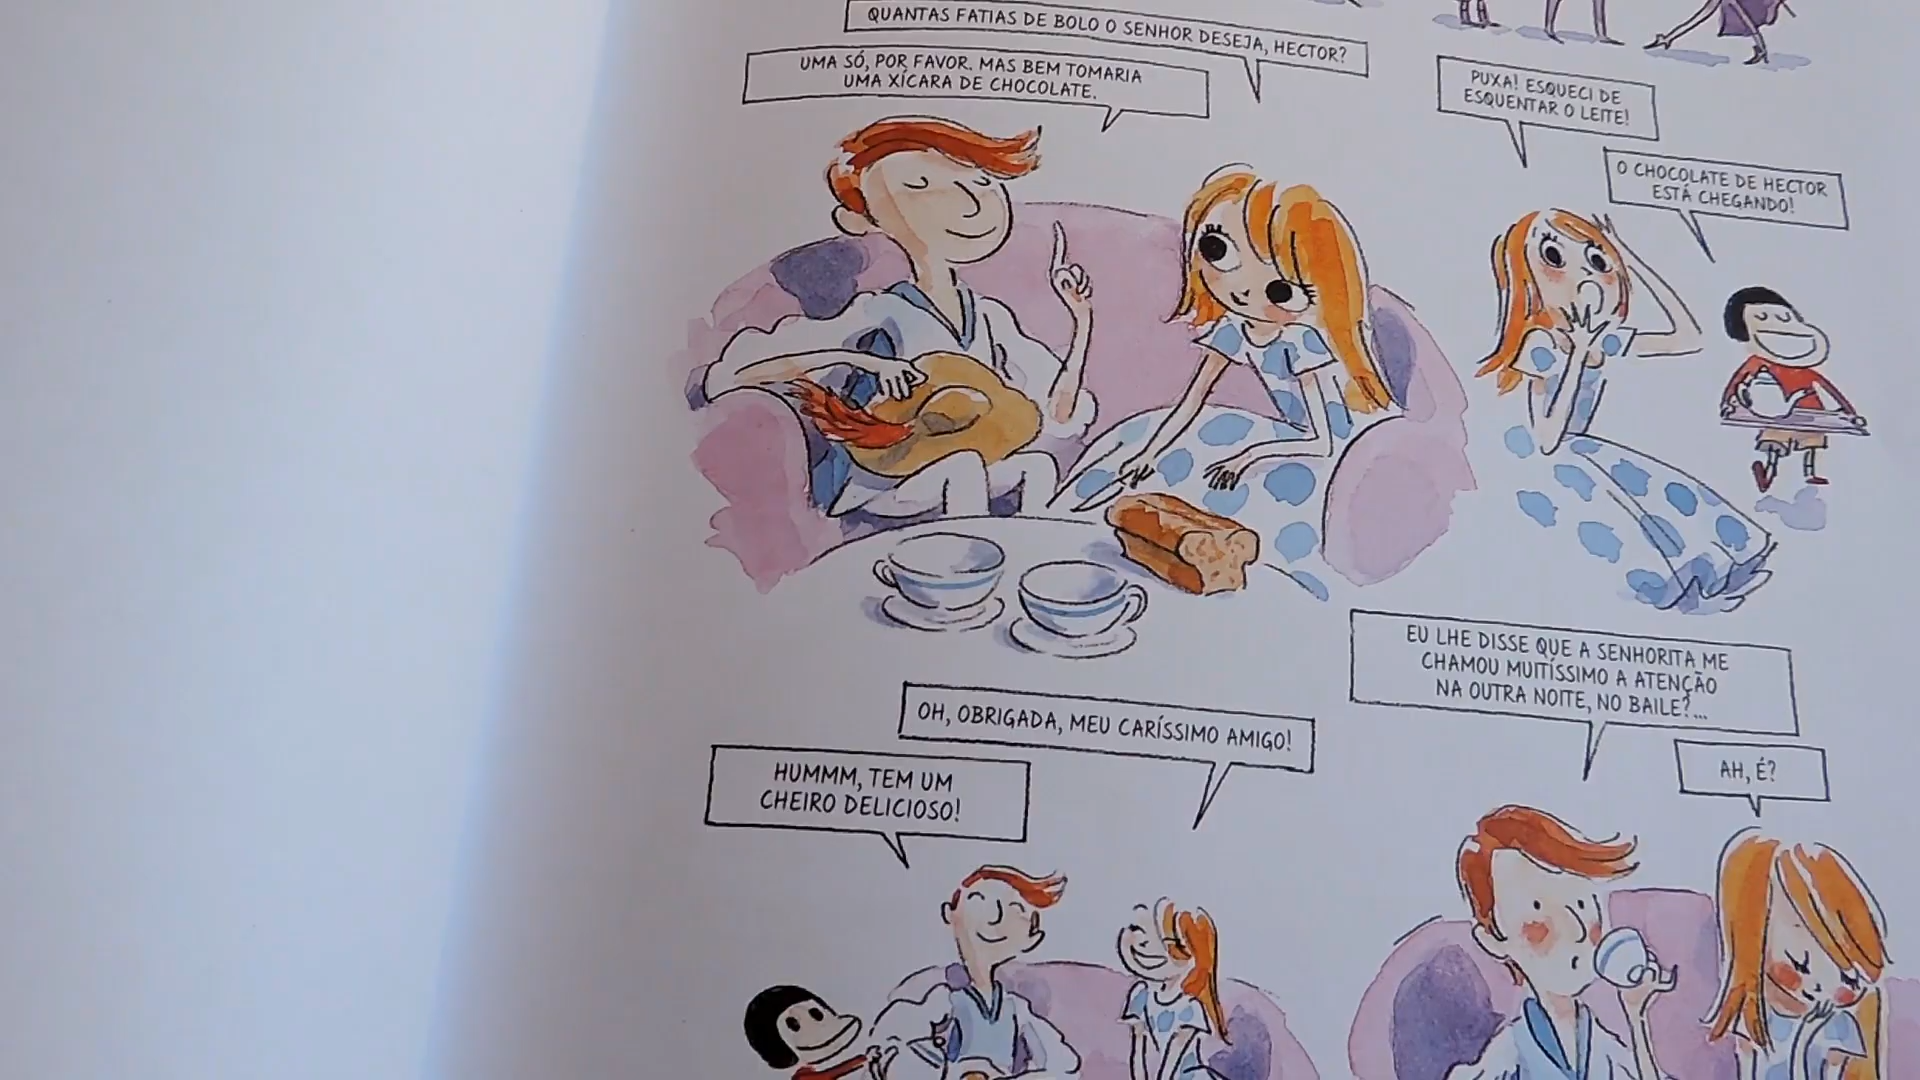 QUANTAS FATIAS DE BOLO O SENHOR DESEJA, HECTOR?
UMA SÓ, POR FAVOR. MAS BEM TOMARIA
UMA XÍCARA DE CHOCOLATE.
PUXA! ESQUECI DE
ESQUENTAR O LEITE!
O CHOCOLATE DE HECTOR
ESTÁ CHEGANDO!
HUMMM, TEM UM
CHEIRO DELICIOSO!
OH, OBRIGADA, MEU CARÍSSIMO AMIGO!
EU LHE DISSE QUE A SENHORITA ME
CHAMOU MUITÍSSIMO A ATENÇÃO
NA OUTRA NOITE, NO BAILE?...
AH, É?